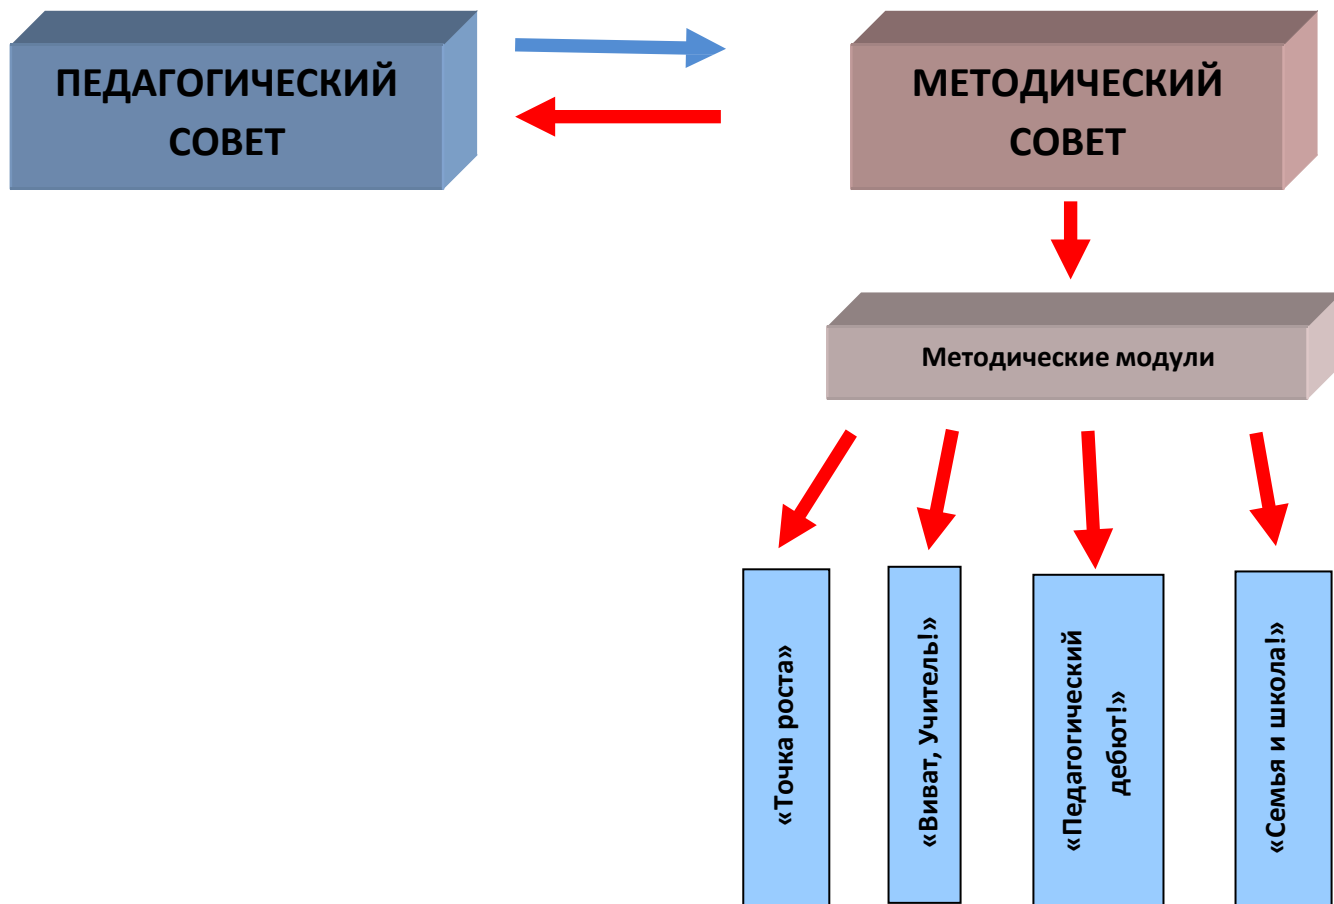 ПЕДАГОГИЧЕСКИЙ
СОВЕТ
МЕТОДИЧЕСКИЙ
СОВЕТ
Методические модули
«Точка роста»
«Виват, Учитель!»
«Педагогический
дебют!»
«Семья и школа!»